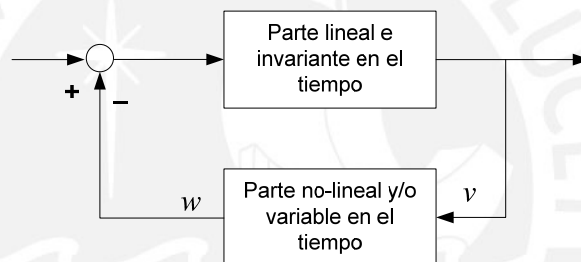 Parte lineal e
invariante en el
tiempo
+
−
w
Parte no-lineal y/o
variable en el
tiempo
v